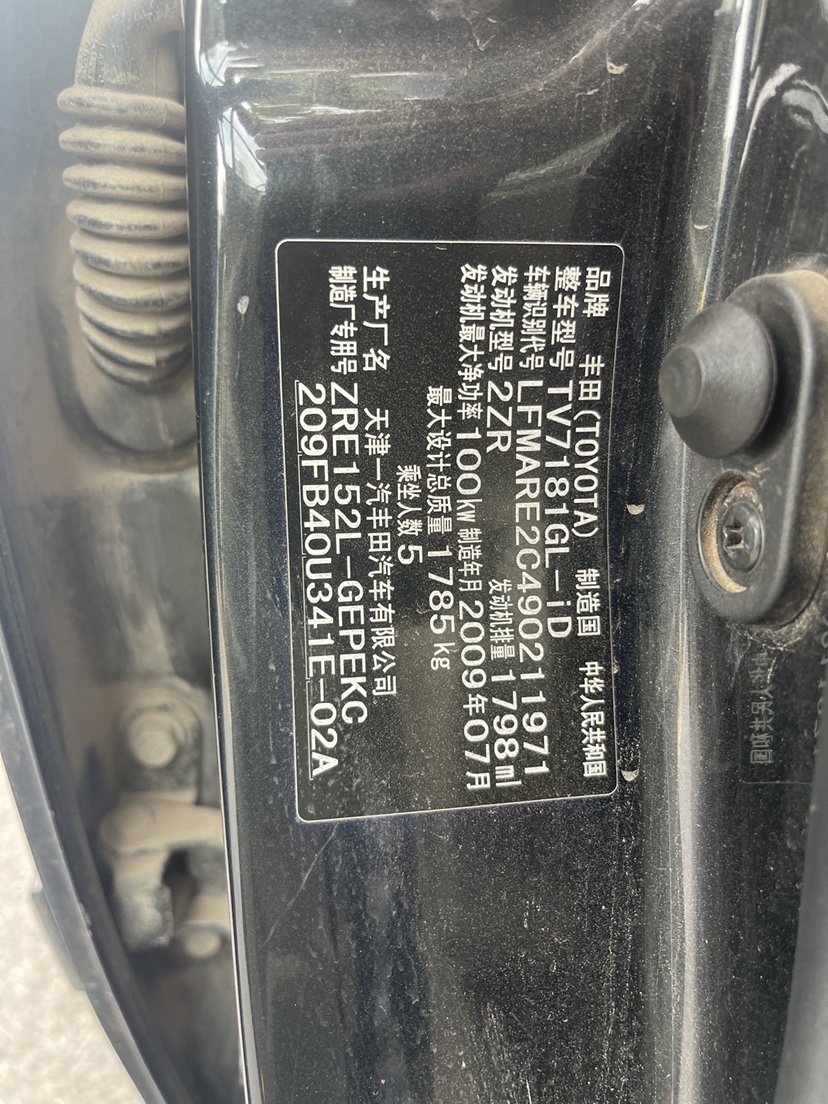 品牌 丰田(TOYOTA) 制造国 中华人民共和国
整车型号 TV7181GL-iD
车辆识别代号 LFMARE2C490211971
发动机型号 2ZR 发动机排量 1798ml
发动机最大净功率 100kW 制造年月 2009年07月
最大设计总质量 1785kg
乘坐人数 5
生产厂名 天津一汽丰田汽车有限公司
制造厂专用号 ZRE152L-GEPEKC
209FB40U341E-02A